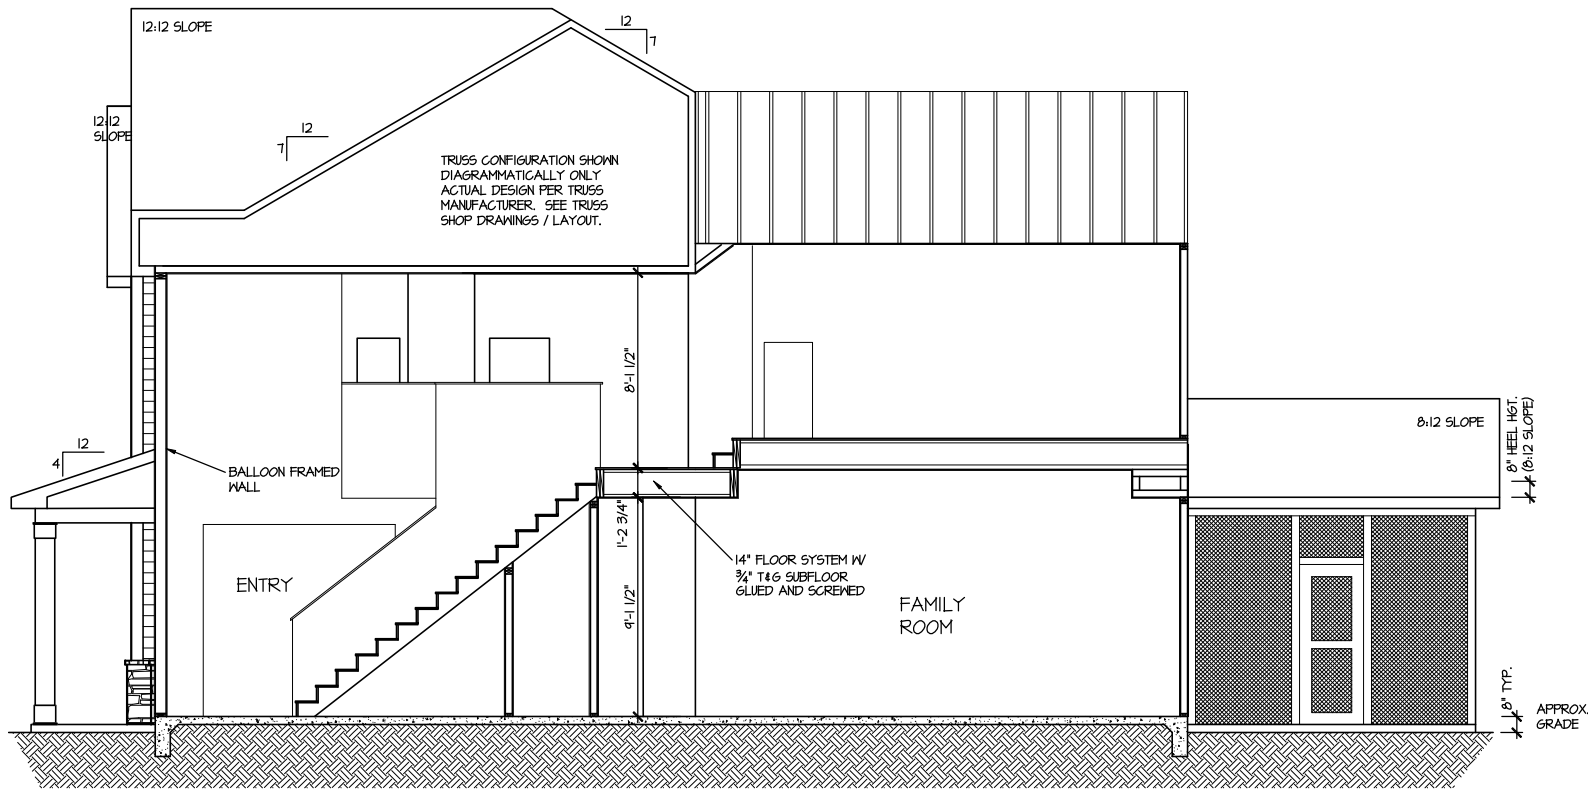 12:12 SLOPE
12
7
12:12
SLOPE
12
7
TRUSS CONFIGURATION SHOWN
DIAGRAMMATICALLY ONLY
ACTUAL DESIGN PER TRUSS
MANUFACTURER. SEE TRUSS
SHOP DRAWINGS / LAYOUT.
8'-1 1/2"
12
4
BALLOON FRAMED
WALL
8:12 SLOPE
8" HEEL HGT.
(8:12 SLOPE)
1'-2 3/4"
14" FLOOR SYSTEM W/
3/4" T&G SUBFLOOR
GLUED AND SCREWED
ENTRY
9'-1 1/2"
FAMILY
ROOM
8" TYP.
APPROX.
GRADE